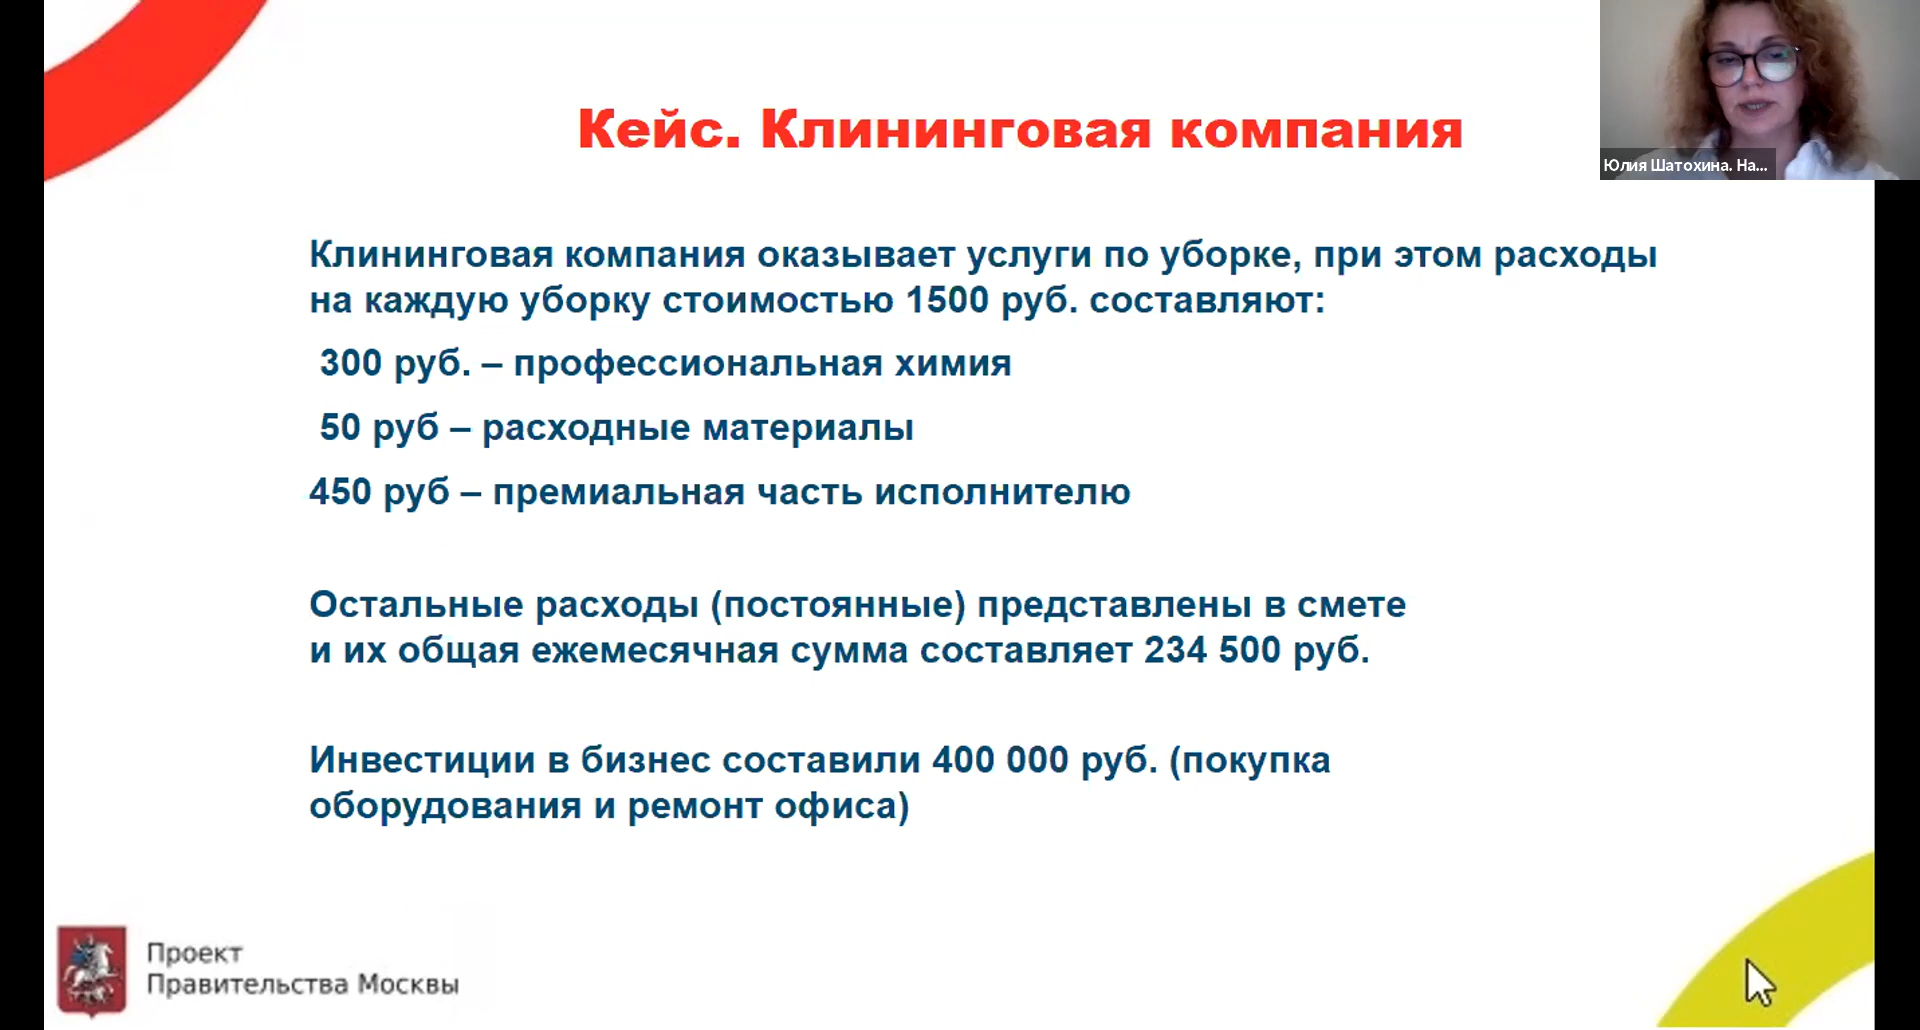 Кейс. Клининговая компания
Юлия Шатохина. На...
Клининговая компания оказывает услуги по уборке, при этом расходы
на каждую уборку стоимостью 1500 руб. составляют:
300 руб. – профессиональная химия
50 руб – расходные материалы
450 руб – премиальная часть исполнителю
Остальные расходы (постоянные) представлены в смете
и их общая ежемесячная сумма составляет 234 500 руб.
Инвестиции в бизнес составили 400 000 руб. (покупка
оборудования и ремонт офиса)
Проект
Правительства Москвы